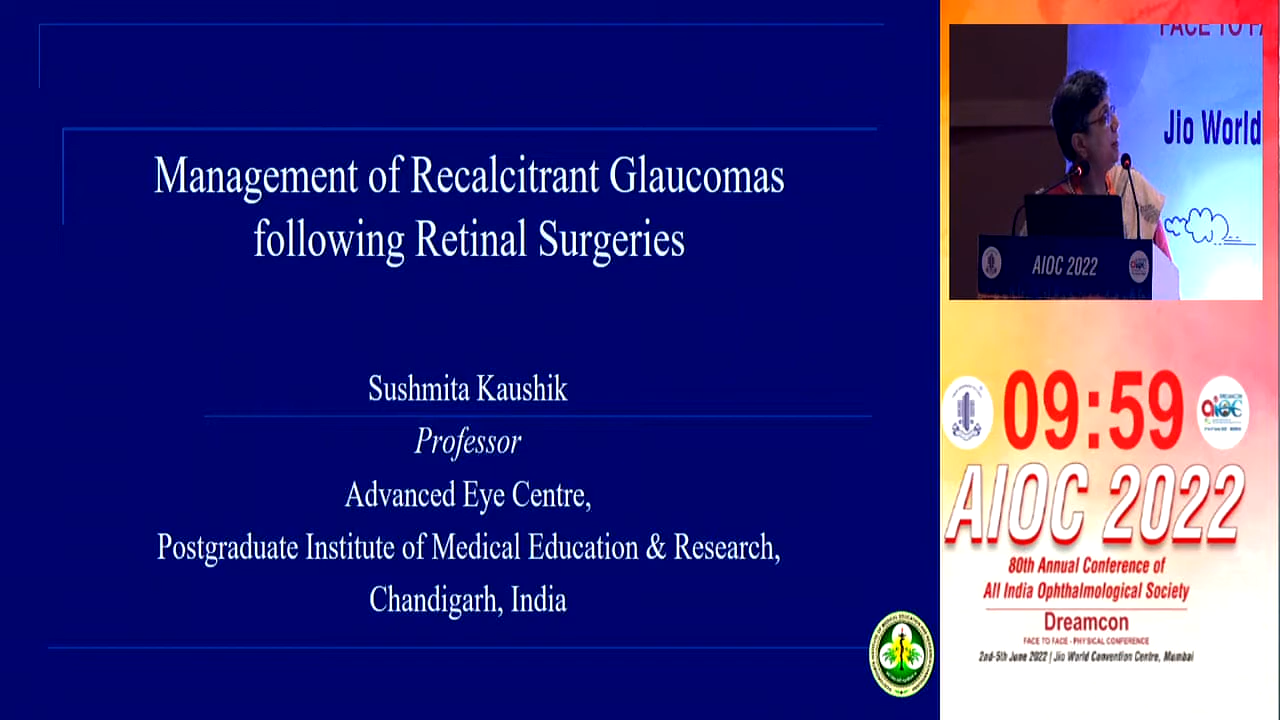 Management of Recalcitrant Glaucomas
following Retinal Surgeries
Sushmita Kaushik
Professor
Advanced Eye Centre,
Postgraduate Institute of Medical Education & Research,
Chandigarh, India
Jio World
AIOC 2022
09:59
AIOC 2022
80th Annual Conference of
All India Ophthalmological Society
Dreamcon
FACE TO FACE - PHYSICAL CONFERENCE
2nd-5th June 2022 | Jio World Convention Centre, Mumbai